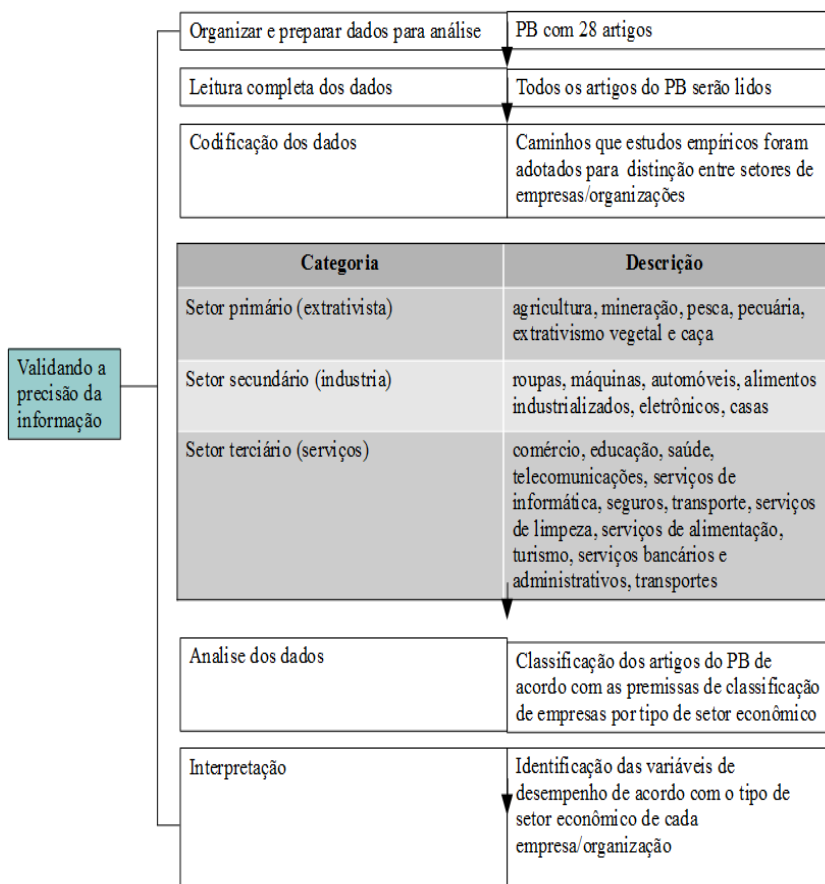 Organizar e preparar dados para análise
PB com 28 artigos
Leitura completa dos dados
Todos os artigos do PB serão lidos
Codificação dos dados
Caminhos que estudos empíricos foram
adotados para distinção entre setores de
empresas/organizações
Categoria
Descrição
Setor primário (extrativista)
agricultura, mineração, pesca, pecuária,
extrativismo vegetal e caça
Validando a
precisão da
informação
Setor secundário (industria)
roupas, máquinas, automóveis, alimentos
industrializados, eletrônicos, casas
Setor terciário (serviços)
comércio, educação, saúde,
telecomunicações, serviços de
informática, seguros, transporte, serviços
de limpeza, serviços de alimentação,
turismo, serviços bancários e
administrativos, transportes
Analise dos dados
Classificação dos artigos do PB de
acordo com as premissas de classificação
de empresas por tipo de setor econômico
Interpretação
Identificação das variáveis de
desempenho de acordo com o tipo de
setor econômico de cada
empresa/organização